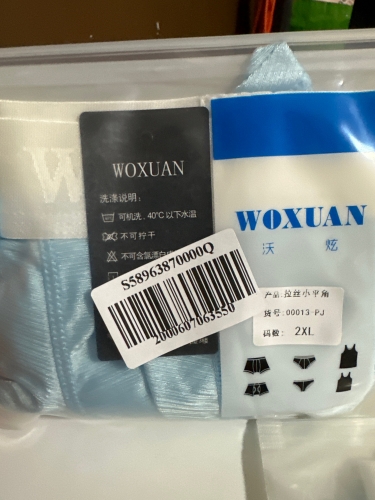 W
WOXUAN
洗涤说明:
可机洗, 40℃以下水温
不可拧干
不可含氯漂白
S58963870000Q
2000607063550
WOXUAN
沃 炫
产品:拉丝小平角
货号:00013-PJ
码数: 2XL